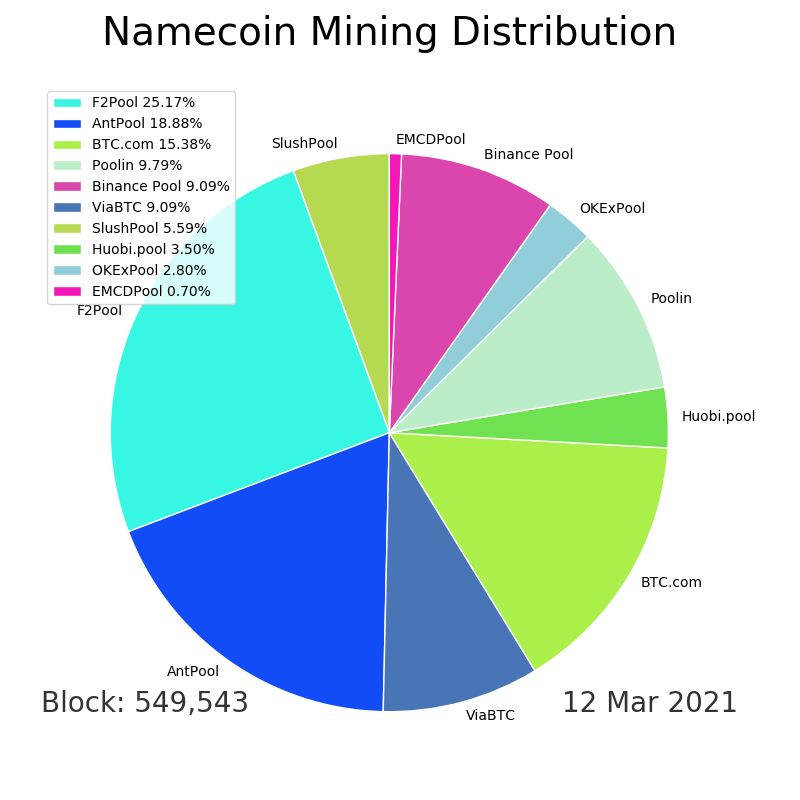 Namecoin Mining Distribution
F2Pool 25.17%
AntPool 18.88%
BTC.com 15.38%
Poolin 9.79%
Binance Pool 9.09%
ViaBTC 9.09%
SlushPool 5.59%
Huobi.pool 3.50%
OKExPool 2.80%
EMCDPool 0.70%
SlushPool
EMCDPool
Binance Pool
OKExPool
Poolin
F2Pool
Huobi.pool
BTC.com
AntPool
ViaBTC
Block: 549,543
12 Mar 2021